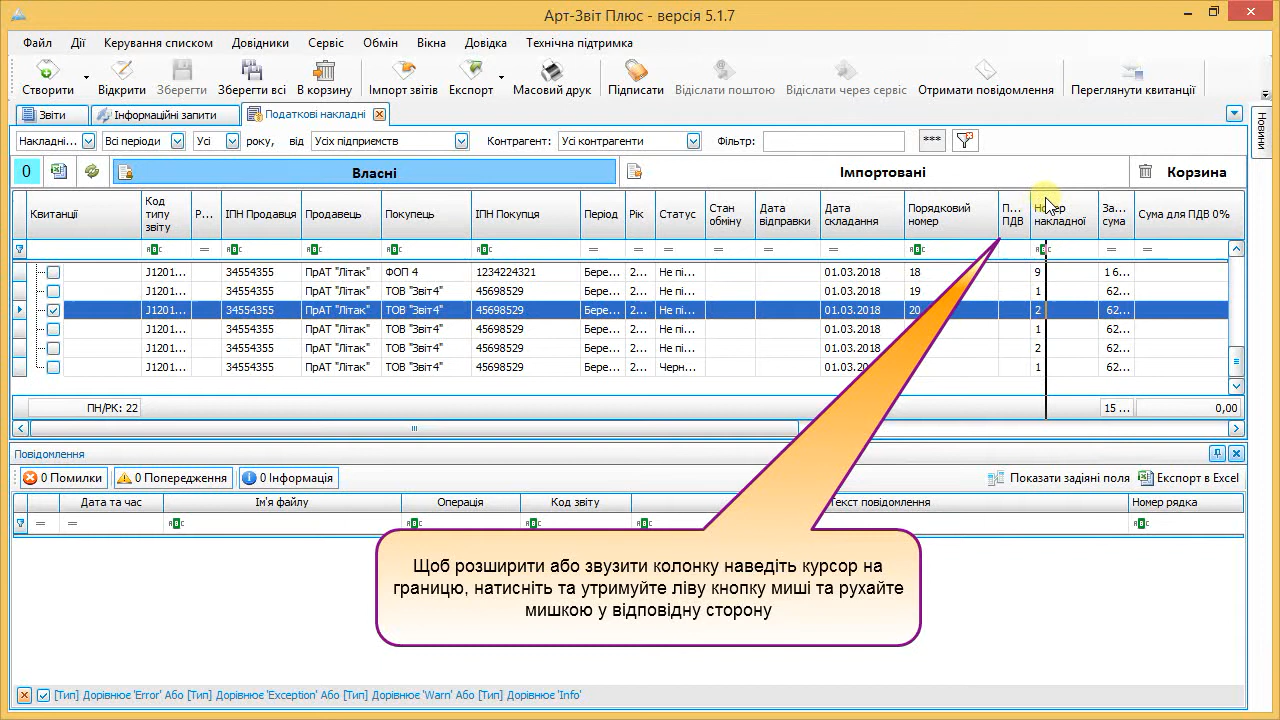 Арт-Звіт Плюс - версія 5.1.7
Файл Дії Керування списком Довідники Сервіс Обмін Вікна Довідка Технічна підтримка
Створити Відкрити Зберегти Зберегти всі В корзину Імпорт звітів Експорт Масовий друк Підписати Відіслати поштою Відіслати через сервіс Отримати повідомлення Переглянути квитанції
Звіти Інформаційні запити Податкові накладні
Новини
Накладні... Всі періоди Усі року, від Усіх підприємств Контрагент: Усі контрагенти Фільтр: ***
0 Власні Імпортовані Корзина
Квитанції Код типу звіту Р... ІПН Продавця Продавець Покупець ІПН Покупця Період Рік Статус Стан обміну Дата відправки Дата складання Порядковий номер П... ПДВ Номер накладної За... сума Сума для ПДВ 0%
J1201... 34554355 ПрАТ "Літак" ФОП 4 1234224321 Бере... 2... Не пі... 01.03.2018 18 9 1 6...
J1201... 34554355 ПрАТ "Літак" ТОВ "Звіт4" 45698529 Бере... 2... Не пі... 01.03.2018 19 1 62...
J1201... 34554355 ПрАТ "Літак" ТОВ "Звіт4" 45698529 Бере... 2... Не пі... 01.03.2018 20 2 62...
J1201... 34554355 ПрАТ "Літак" ТОВ "Звіт4" 45698529 Бере... 2... Не пі... 01.03.2018 1 62...
J1201... 34554355 ПрАТ "Літак" ТОВ "Звіт4" 45698529 Бере... 2... Не пі... 01.03.2018 2 62...
J1201... 34554355 ПрАТ "Літак" ТОВ "Звіт4" 45698529 Бере... 2... Черн... 1 62...
ПН/РК: 22 15 ... 0,00
Повідомлення
0 Помилки 0 Попередження 0 Інформація Показати задіяні поля Експорт в Excel
Дата та час Ім'я файлу Операція Код звіту Текст повідомлення Номер рядка
Щоб розширити або звузити колонку наведіть курсор на
границю, натисніть та утримуйте ліву кнопку миші та рухайте
мишкою у відповідну сторону
[Тип] Дорівнює 'Error' Або [Тип] Дорівнює 'Exception' Або [Тип] Дорівнює 'Warn' Або [Тип] Дорівнює 'Info'